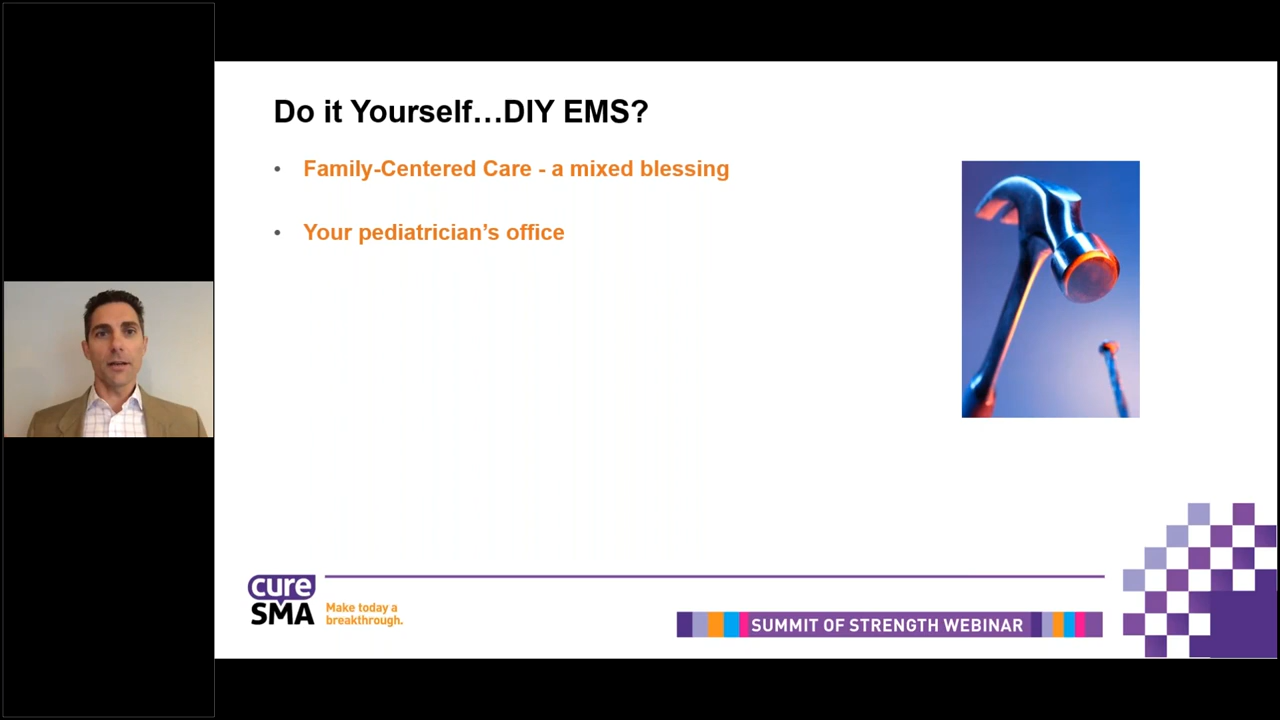 Do it Yourself…DIY EMS?
• Family-Centered Care - a mixed blessing
• Your pediatrician’s office
cure
SMA
Make today a
breakthrough.
SUMMIT OF STRENGTH WEBINAR